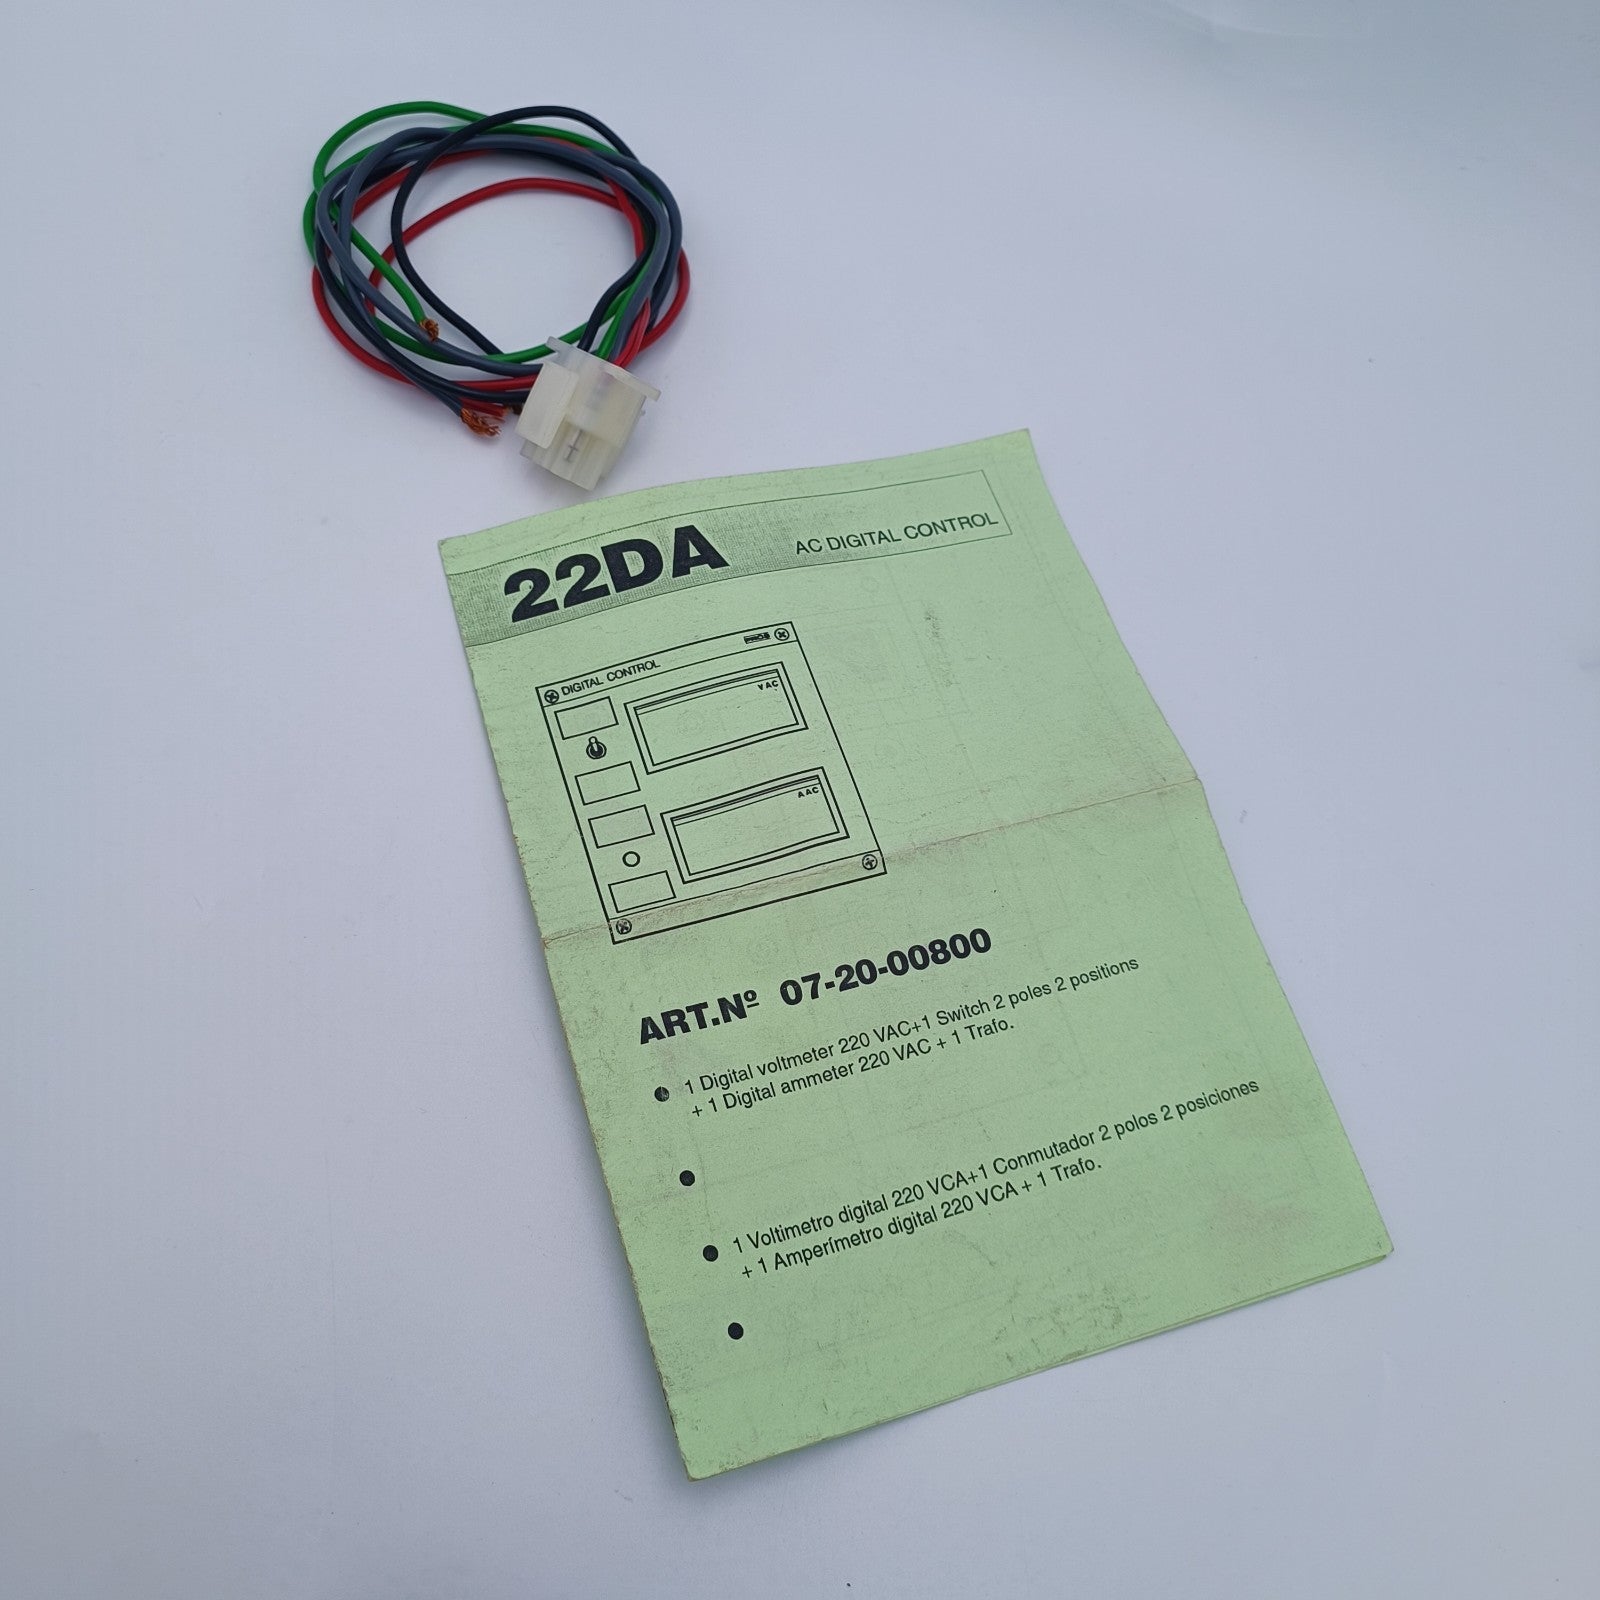 22DA
AC DIGITAL CONTROL
DIGITAL CONTROL
PROS
VAC
AAC
ART.Nº 07-20-00800
1 Digital voltmeter 220 VAC+1 Switch 2 poles 2 positions
+ 1 Digital ammeter 220 VAC + 1 Trafo.
1 Voltimetro digital 220 VCA+1 Conmutador 2 polos 2 posiciones
+ 1 Amperímetro digital 220 VCA + 1 Trafo.